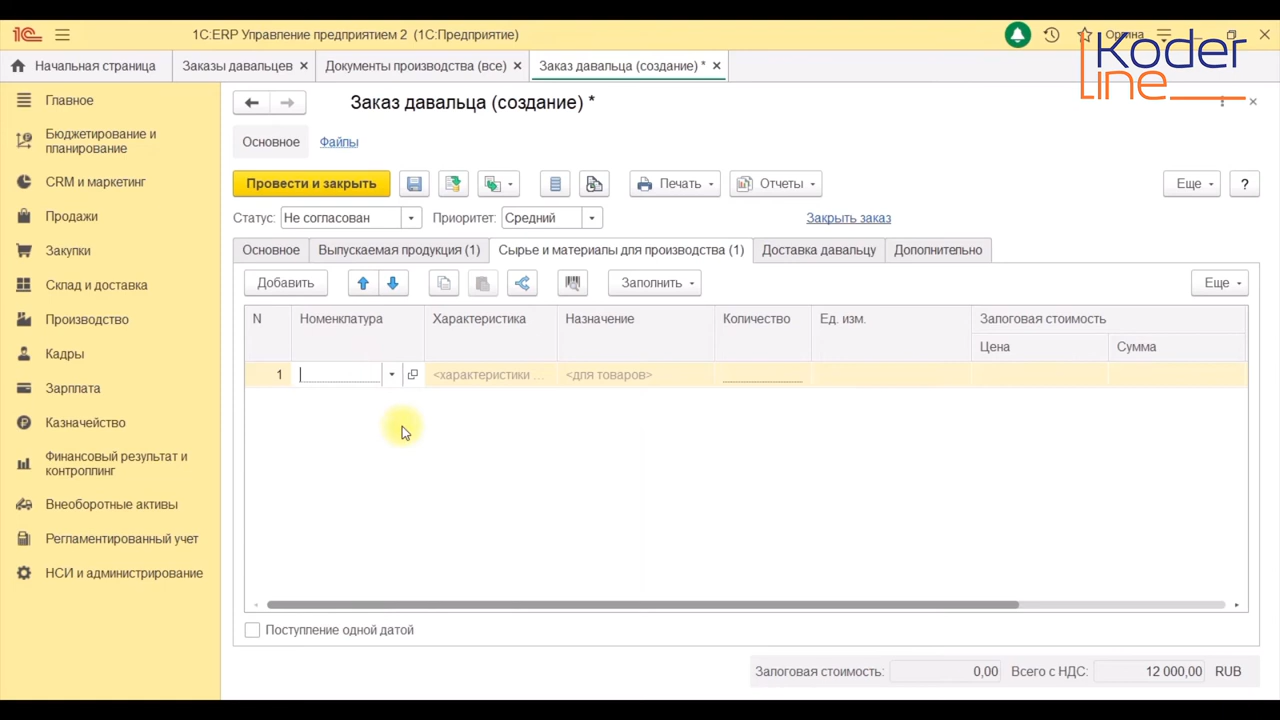 1С:ERP Управление предприятием 2 (1С:Предприятие)
Koder
line
Начальная страница
Заказы давальцев
Документы производства (все)
Заказ давальца (создание) *
Главное
Бюджетирование и
планирование
CRM и маркетинг
Продажи
Закупки
Склад и доставка
Производство
Кадры
Зарплата
Казначейство
Финансовый результат и
контроллинг
Внеоборотные активы
Регламентированный учет
НСИ и администрирование
Заказ давальца (создание) *
Основное Файлы
Провести и закрыть Печать Отчеты Еще ?
Статус: Не согласован Приоритет: Средний Закрыть заказ
Основное Выпускаемая продукция (1) Сырье и материалы для производства (1) Доставка давальцу Дополнительно
Добавить Заполнить Еще
N Номенклатура Характеристика Назначение Количество Ед. изм. Залоговая стоимость
Цена Сумма
1 <характеристики ... <для товаров>
Поступление одной датой
Залоговая стоимость: 0,00 Всего с НДС: 12 000,00 RUB